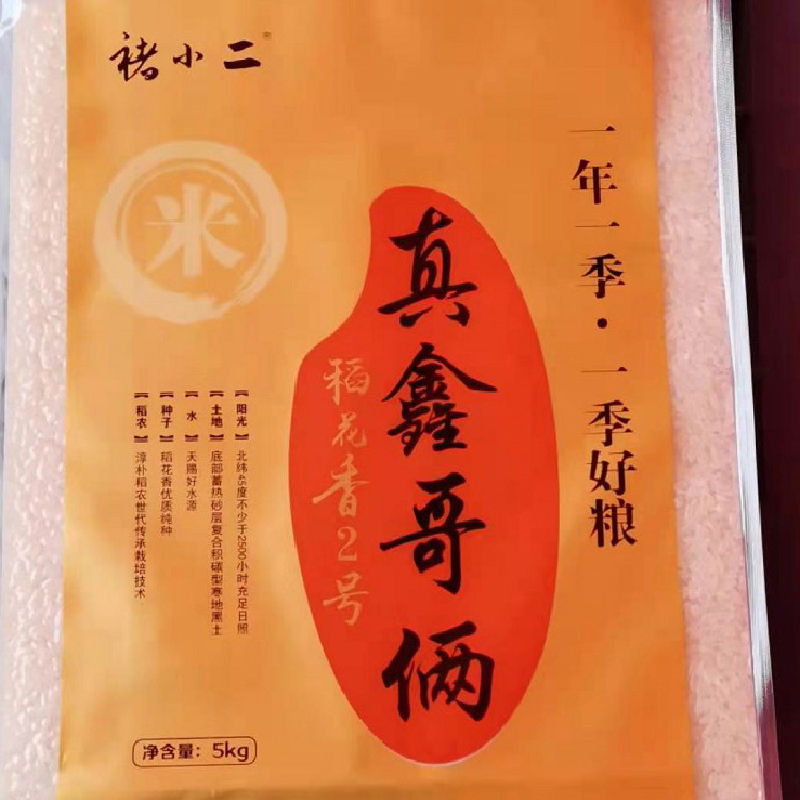 褚小二
米
一年一季·一季好粮
真鑫哥俩
稻花香2号
【阳光】北纬45度不少于2500小时充足日照
【土地】底部蓄热砂层复合积碳型寒地黑土
【水】天赐好水源
【种子】稻花香优质纯种
【稻农】淳朴稻农世代传承栽培技术
净含量：5kg